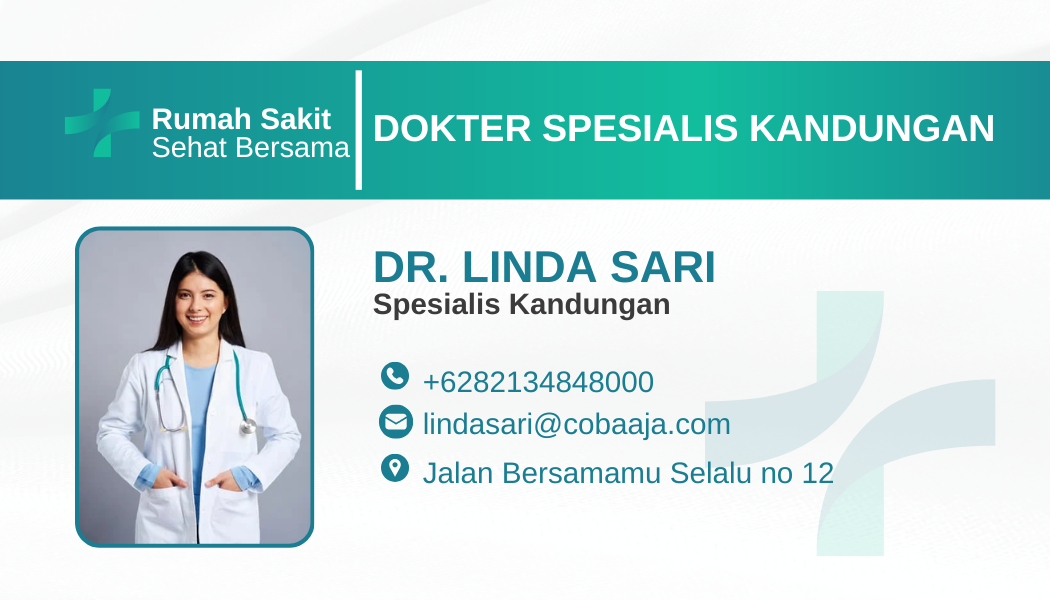 Rumah Sakit
Sehat Bersama
DOKTER SPESIALIS KANDUNGAN
DR. LINDA SARI
Spesialis Kandungan
+6282134848000
lindasari@cobaaja.com
Jalan Bersamamu Selalu no 12